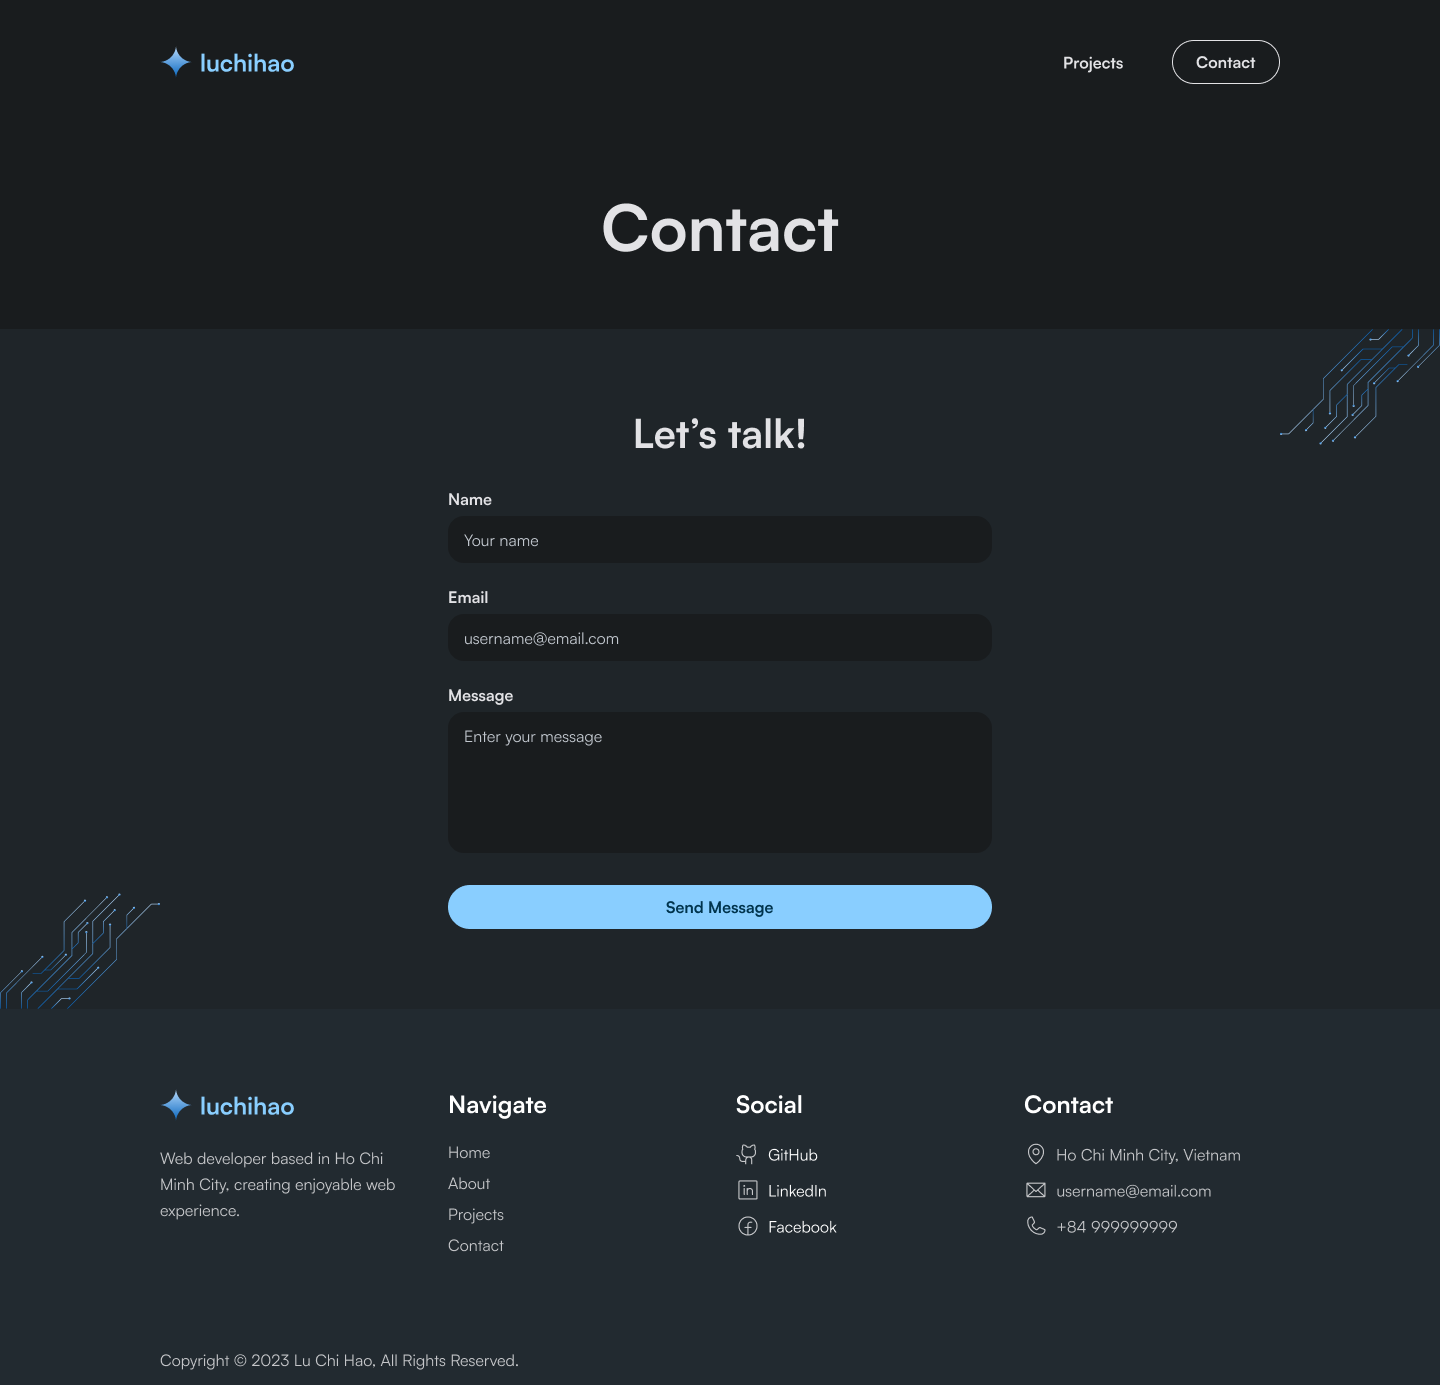 luchihao
Projects
Contact
Contact
Let’s talk!
Name
Your name
Email
username@email.com
Message
Enter your message
Send Message
luchihao
Web developer based in Ho Chi
Minh City, creating enjoyable web
experience.
Navigate
Home
About
Projects
Contact
Social
GitHub
LinkedIn
Facebook
Contact
Ho Chi Minh City, Vietnam
username@email.com
+84 999999999
Copyright © 2023 Lu Chi Hao, All Rights Reserved.